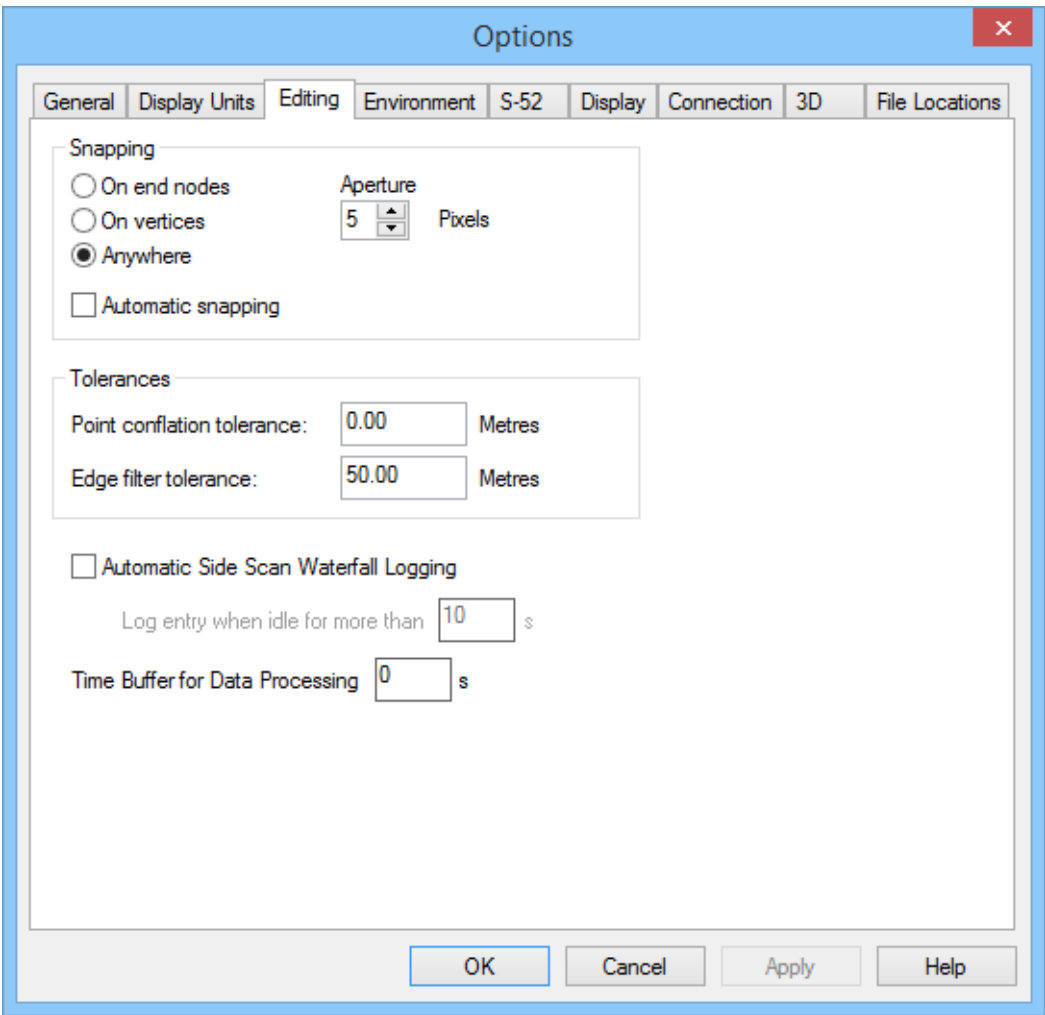 Options
General Display Units Editing Environment S-52 Display Connection 3D File Locations
Snapping
On end nodes Aperture
On vertices 5 Pixels
Anywhere
Automatic snapping
Tolerances
Point conflation tolerance: 0.00 Metres
Edge filter tolerance: 50.00 Metres
Automatic Side Scan Waterfall Logging
Log entry when idle for more than 10 s
Time Buffer for Data Processing 0 s
OK Cancel Apply Help